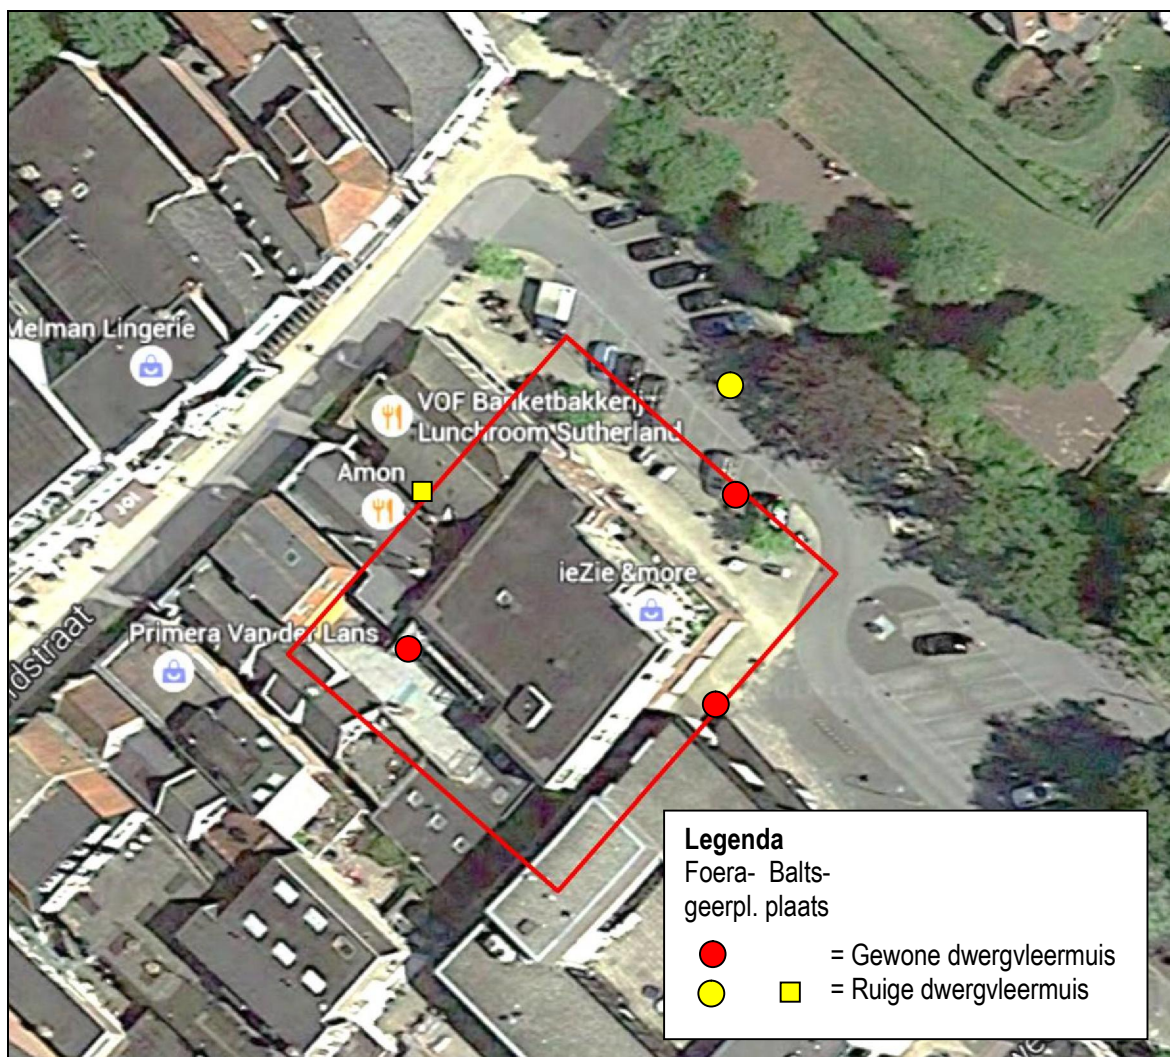 Melman Lingerie
VOF Banketbakkerij
Lunchroom Sutherland
Amon
ieZie &more
Primera Van der Lans
ndstraat
Legenda
Foera- Balts-
geerpl. plaats
= Gewone dwergvleermuis
= Ruige dwergvleermuis